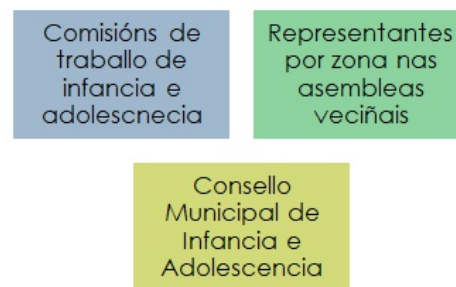 Comisións de
traballo de
infancia e
adolescnecia
Representantes
por zona nas
asembleas
veciñais
Consello
Municipal de
Infancia e
Adolescencia